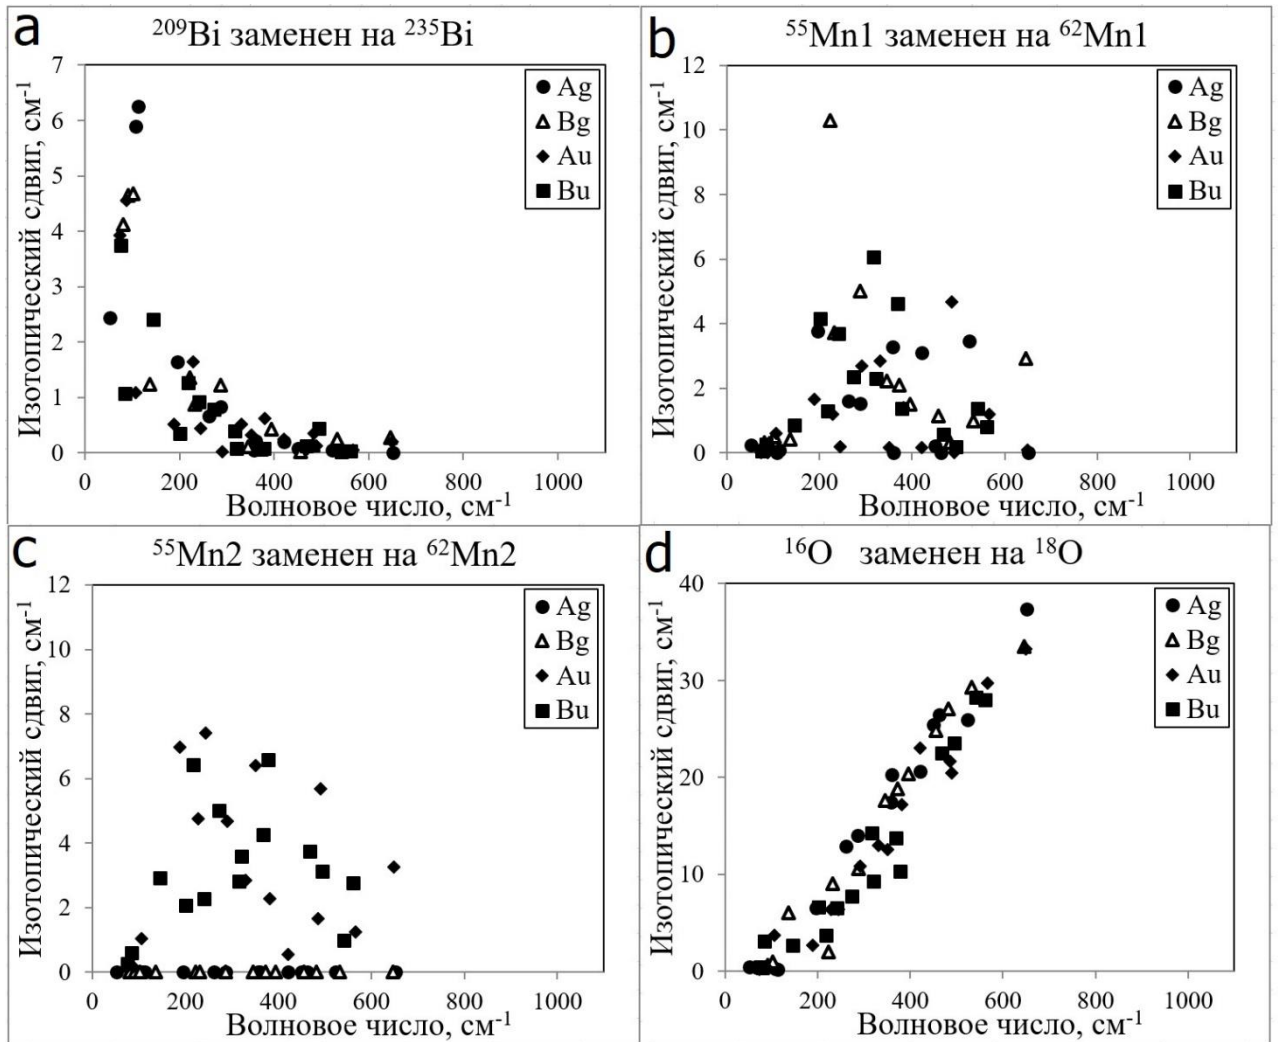 a
²⁰⁹Bi заменен на ²³⁵Bi
Изотопический сдвиг, см⁻¹
7
6
5
4
3
2
1
0
0 200 400 600 800 1000
Волновое число, см⁻¹
Ag
Bg
Au
Bu
b
⁵⁵Mn1 заменен на ⁶²Mn1
Изотопический сдвиг, см⁻¹
12
10
8
6
4
2
0
0 200 400 600 800 1000
Волновое число, см⁻¹
Ag
Bg
Au
Bu
c
⁵⁵Mn2 заменен на ⁶²Mn2
Изотопический сдвиг, см⁻¹
12
10
8
6
4
2
0
0 200 400 600 800 1000
Волновое число, см⁻¹
Ag
Bg
Au
Bu
d
¹⁶O заменен на ¹⁸O
Изотопический сдвиг, см⁻¹
40
30
20
10
0
0 200 400 600 800 1000
Волновое число, см⁻¹
Ag
Bg
Au
Bu